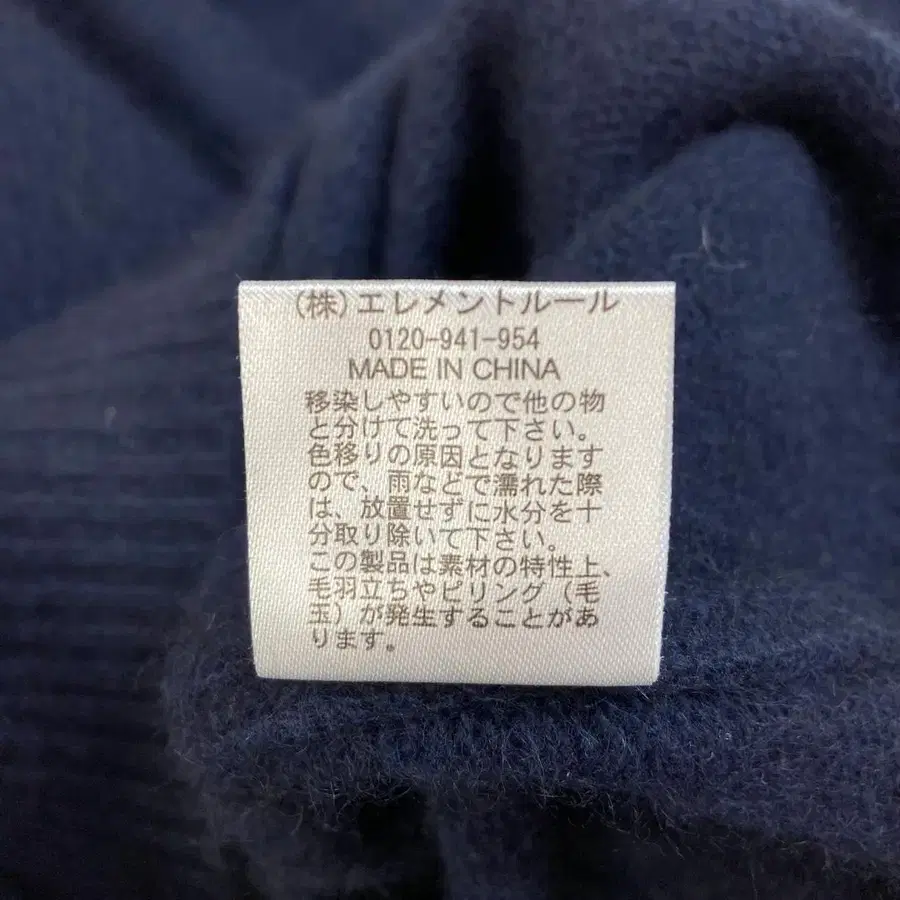 (株)エレメントルール
0120-941-954
MADE IN CHINA
移染しやすいので他の物
と分けて洗って下さい。
色移りの原因となります
ので、雨などで濡れた際
は、放置せずに水分を十
分取り除いて下さい。
この製品は素材の特性上、
毛羽立ちやピリング（毛
玉）が発生することがあ
ります。